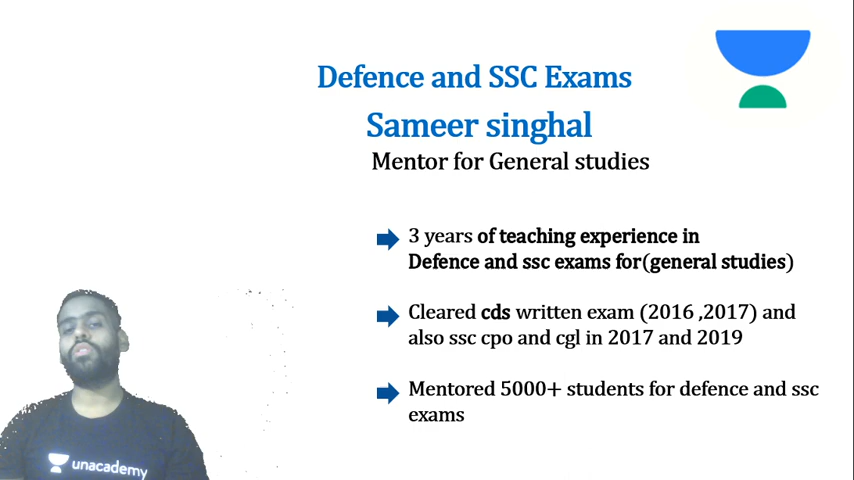 Defence and SSC Exams
Sameer singhal
Mentor for General studies
3 years of teaching experience in
Defence and ssc exams for(general studies)
Cleared cds written exam (2016 ,2017) and
also ssc cpo and cgl in 2017 and 2019
Mentored 5000+ students for defence and ssc
exams
unacademy